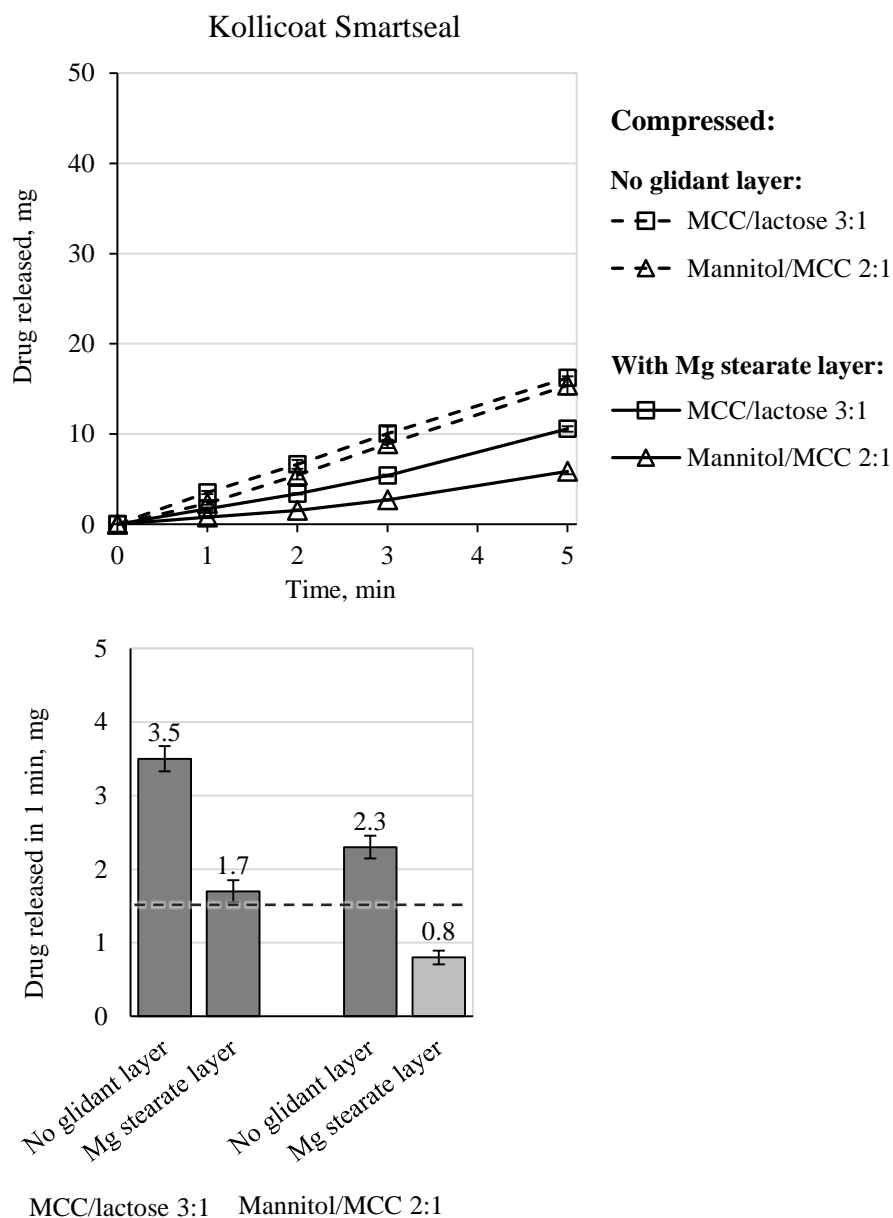 Kollicoat Smartseal
Drug released, mg
50
40
30
20
10
0
0 1 2 3 4 5
Time, min
Compressed:
No glidant layer:
MCC/lactose 3:1
Mannitol/MCC 2:1
With Mg stearate layer:
MCC/lactose 3:1
Mannitol/MCC 2:1
Drug released in 1 min, mg
5
4
3
2
1
0
3.5
1.7
2.3
0.8
No glidant layer
Mg stearate layer
No glidant layer
Mg stearate layer
MCC/lactose 3:1 Mannitol/MCC 2:1